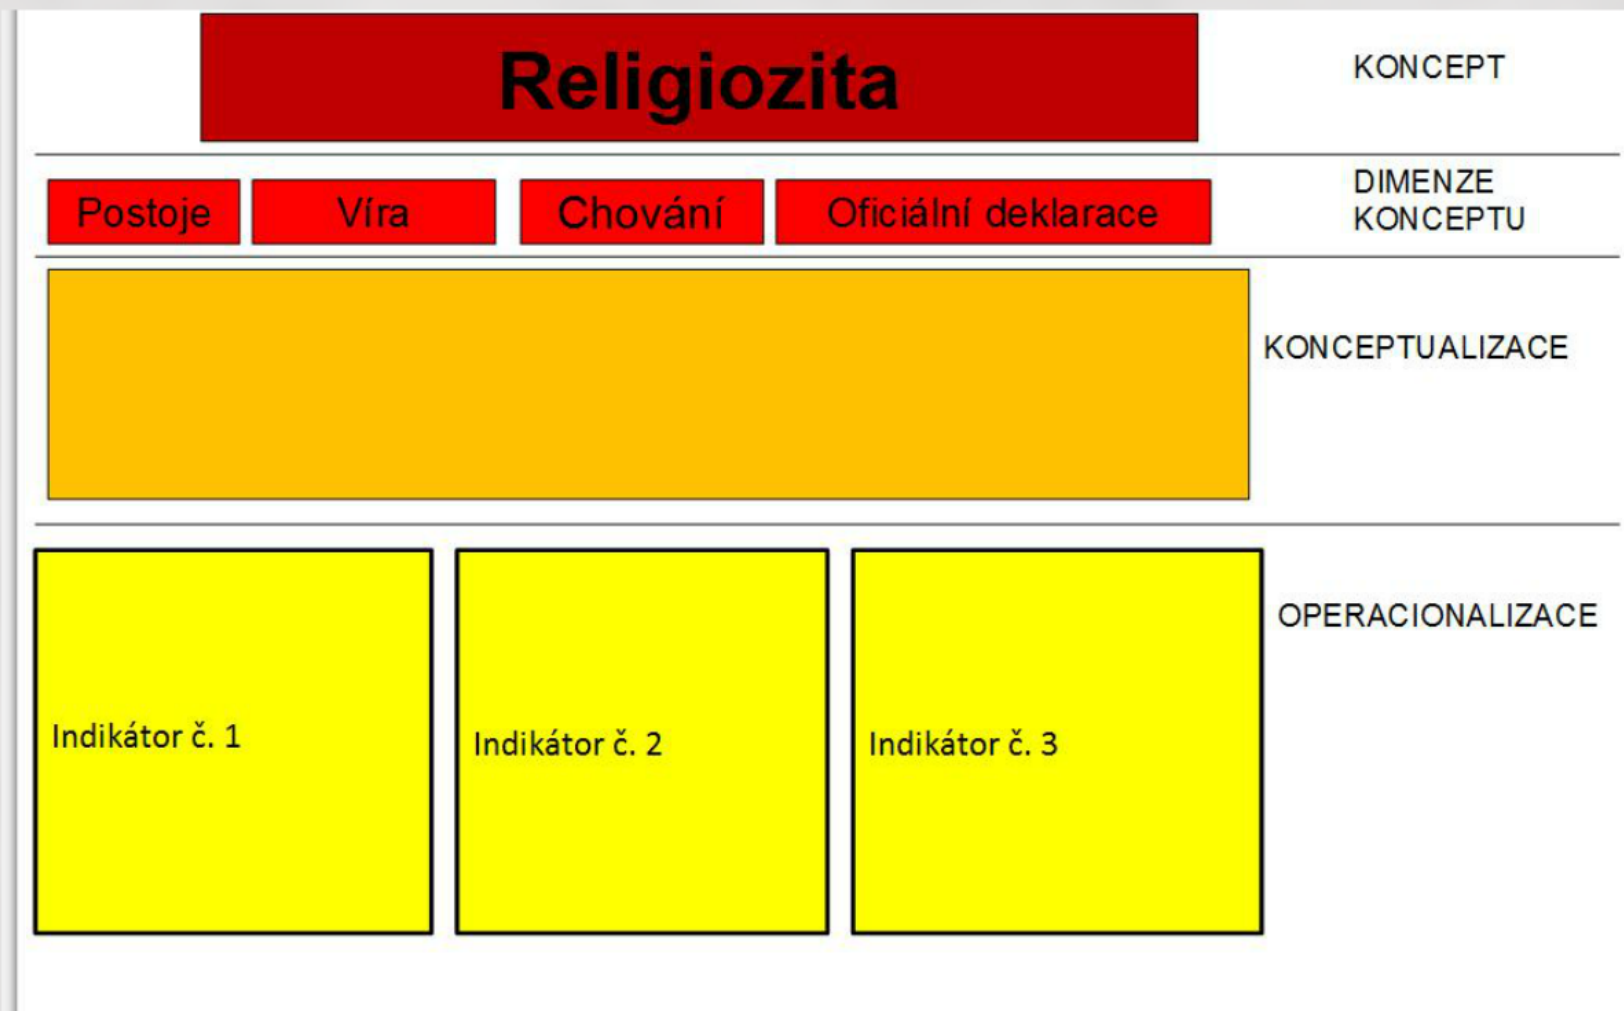 Religiozita
KONCEPT
Postoje
Víra
Chování
Oficiální deklarace
DIMENZE
KONCEPTU
KONCEPTUALIZACE
OPERACIONALIZACE
Indikátor č. 1
Indikátor č. 2
Indikátor č. 3